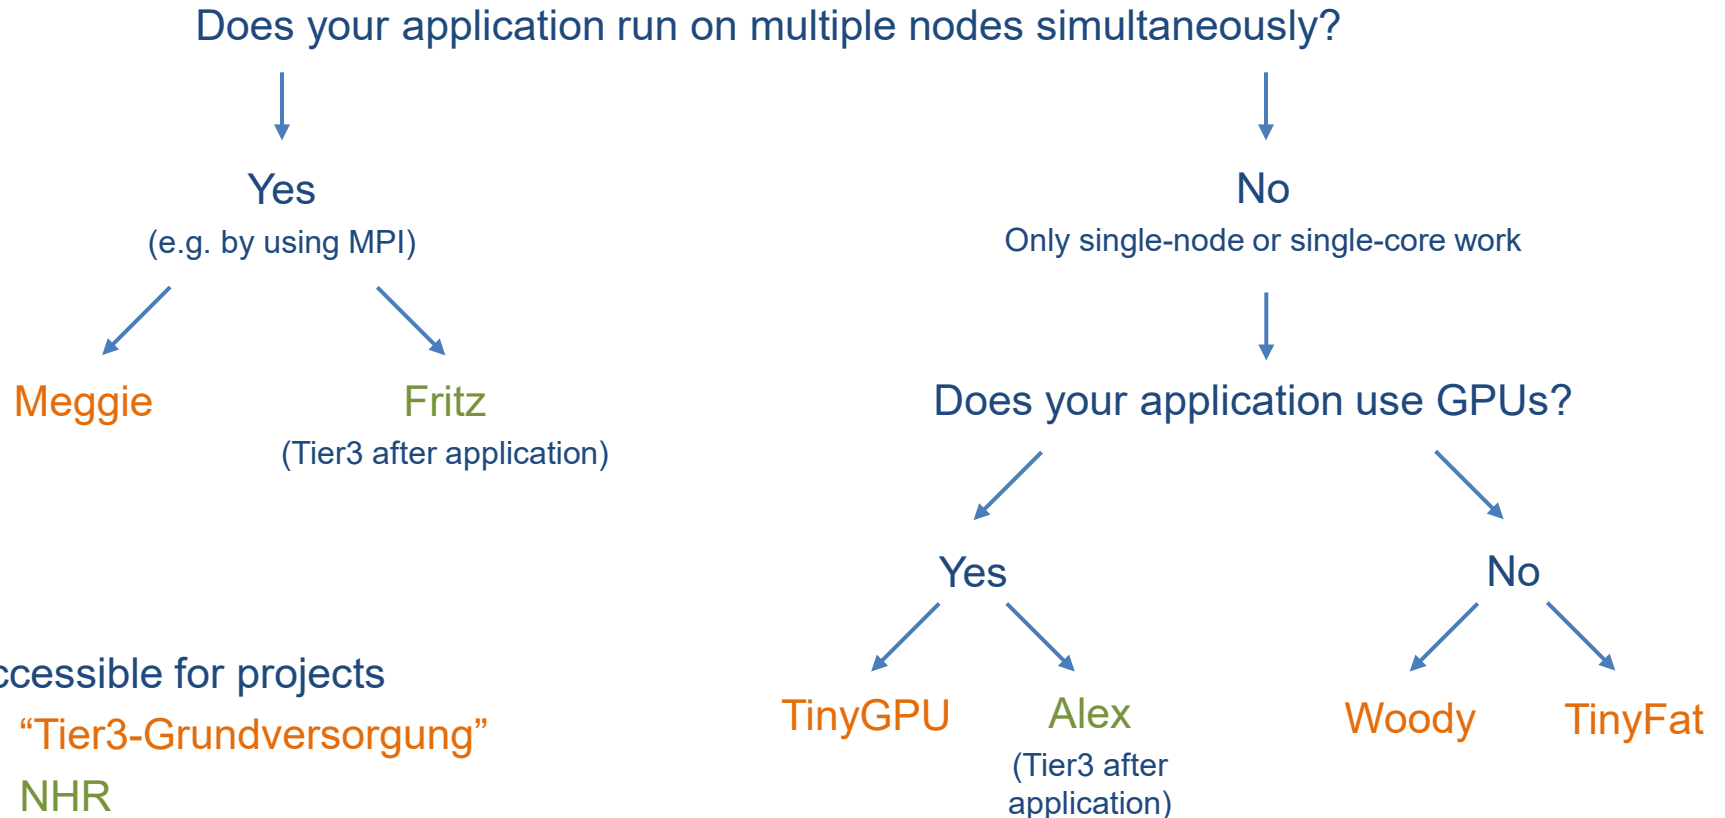 Does your application run on multiple nodes simultaneously?
Yes
(e.g. by using MPI)
No
Only single-node or single-core work
Meggie
Fritz
(Tier3 after application)
Does your application use GPUs?
Yes
No
TinyGPU
Alex
(Tier3 after
application)
Woody
TinyFat
ccessible for projects
“Tier3-Grundversorgung”
NHR